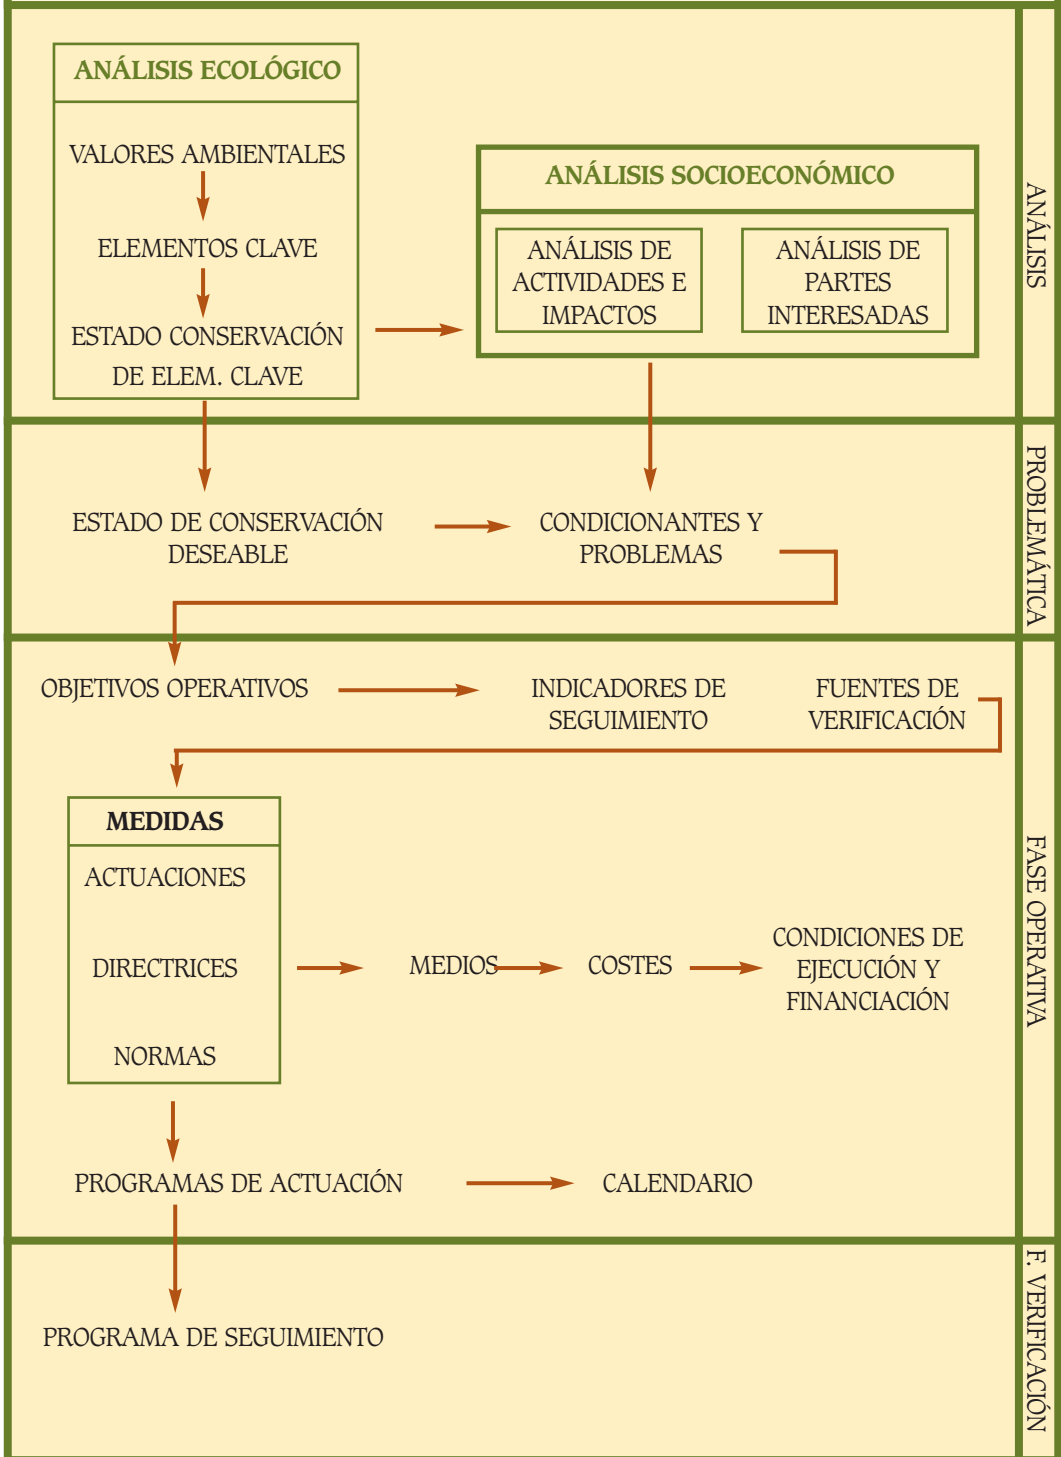 ANÁLISIS ECOLÓGICO
VALORES AMBIENTALES
ELEMENTOS CLAVE
ESTADO CONSERVACIÓN
DE ELEM. CLAVE
ANÁLISIS SOCIOECONÓMICO
ANÁLISIS DE
ACTIVIDADES E
IMPACTOS
ANÁLISIS DE
PARTES
INTERESADAS
ANÁLISIS
ESTADO DE CONSERVACIÓN
DESEABLE
CONDICIONANTES Y
PROBLEMAS
PROBLEMÁTICA
OBJETIVOS OPERATIVOS
INDICADORES DE
SEGUIMIENTO
FUENTES DE
VERIFICACIÓN
MEDIDAS
ACTUACIONES
DIRECTRICES
NORMAS
MEDIOS
COSTES
CONDICIONES DE
EJECUCIÓN Y
FINANCIACIÓN
PROGRAMAS DE ACTUACIÓN
CALENDARIO
FASE OPERATIVA
PROGRAMA DE SEGUIMIENTO
F. VERIFICACIÓN